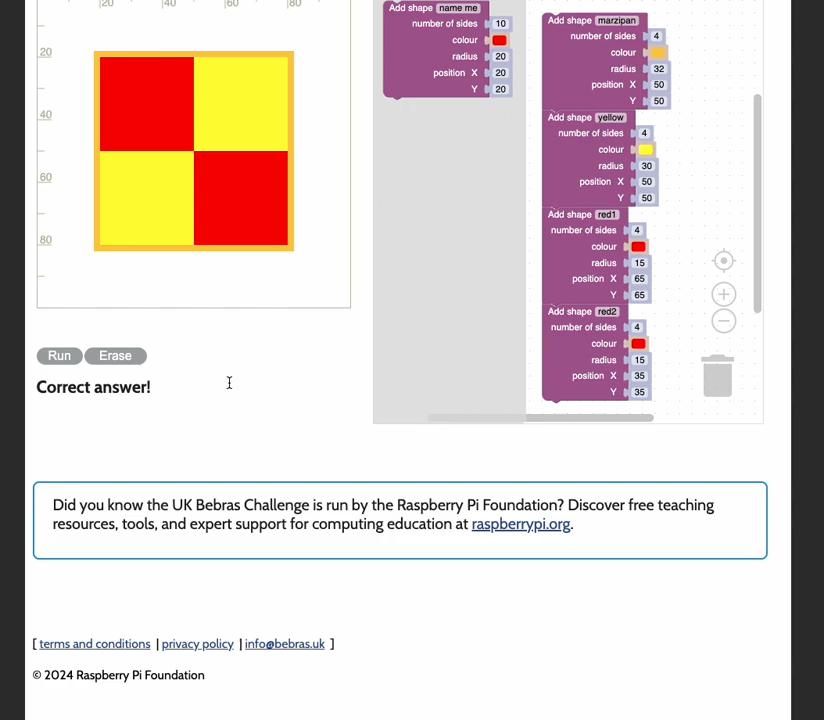 |20 |40 |60 |80
20
40
60
80
Add shape name me
number of sides 10
colour
radius 20
position X 20
Y 20
Add shape marzipan
number of sides 4
colour
radius 32
position X 50
Y 50
Add shape yellow
number of sides 4
colour
radius 30
position X 50
Y 50
Add shape red1
number of sides 4
colour
radius 15
position X 65
Y 65
Add shape red2
number of sides 4
colour
radius 15
position X 35
Y 35
Run Erase
Correct answer!
Did you know the UK Bebras Challenge is run by the Raspberry Pi Foundation? Discover free teaching
resources, tools, and expert support for computing education at raspberrypi.org.
[ terms and conditions | privacy policy | info@bebras.uk ]
© 2024 Raspberry Pi Foundation